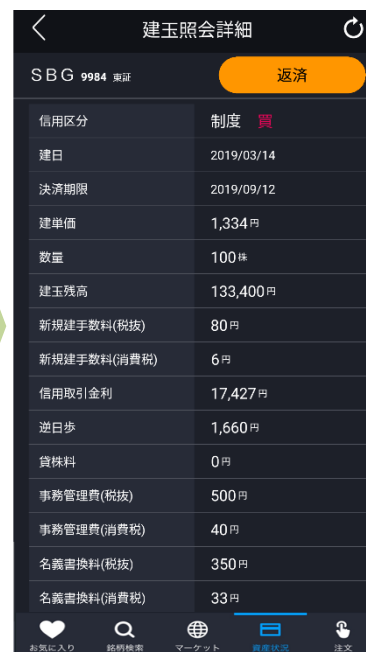 建玉照会詳細
SBG 9984 東証 返済
信用区分 制度 買
建日 2019/03/14
決済期限 2019/09/12
建単価 1,334円
数量 100株
建玉残高 133,400円
新規建手数料(税抜) 80円
新規建手数料(消費税) 6円
信用取引金利 17,427円
逆日歩 1,660円
貸株料 0円
事務管理費(税抜) 500円
事務管理費(消費税) 40円
名義書換料(税抜) 350円
名義書換料(消費税) 33円
お気に入り 銘柄検索 マーケット 資産状況 注文